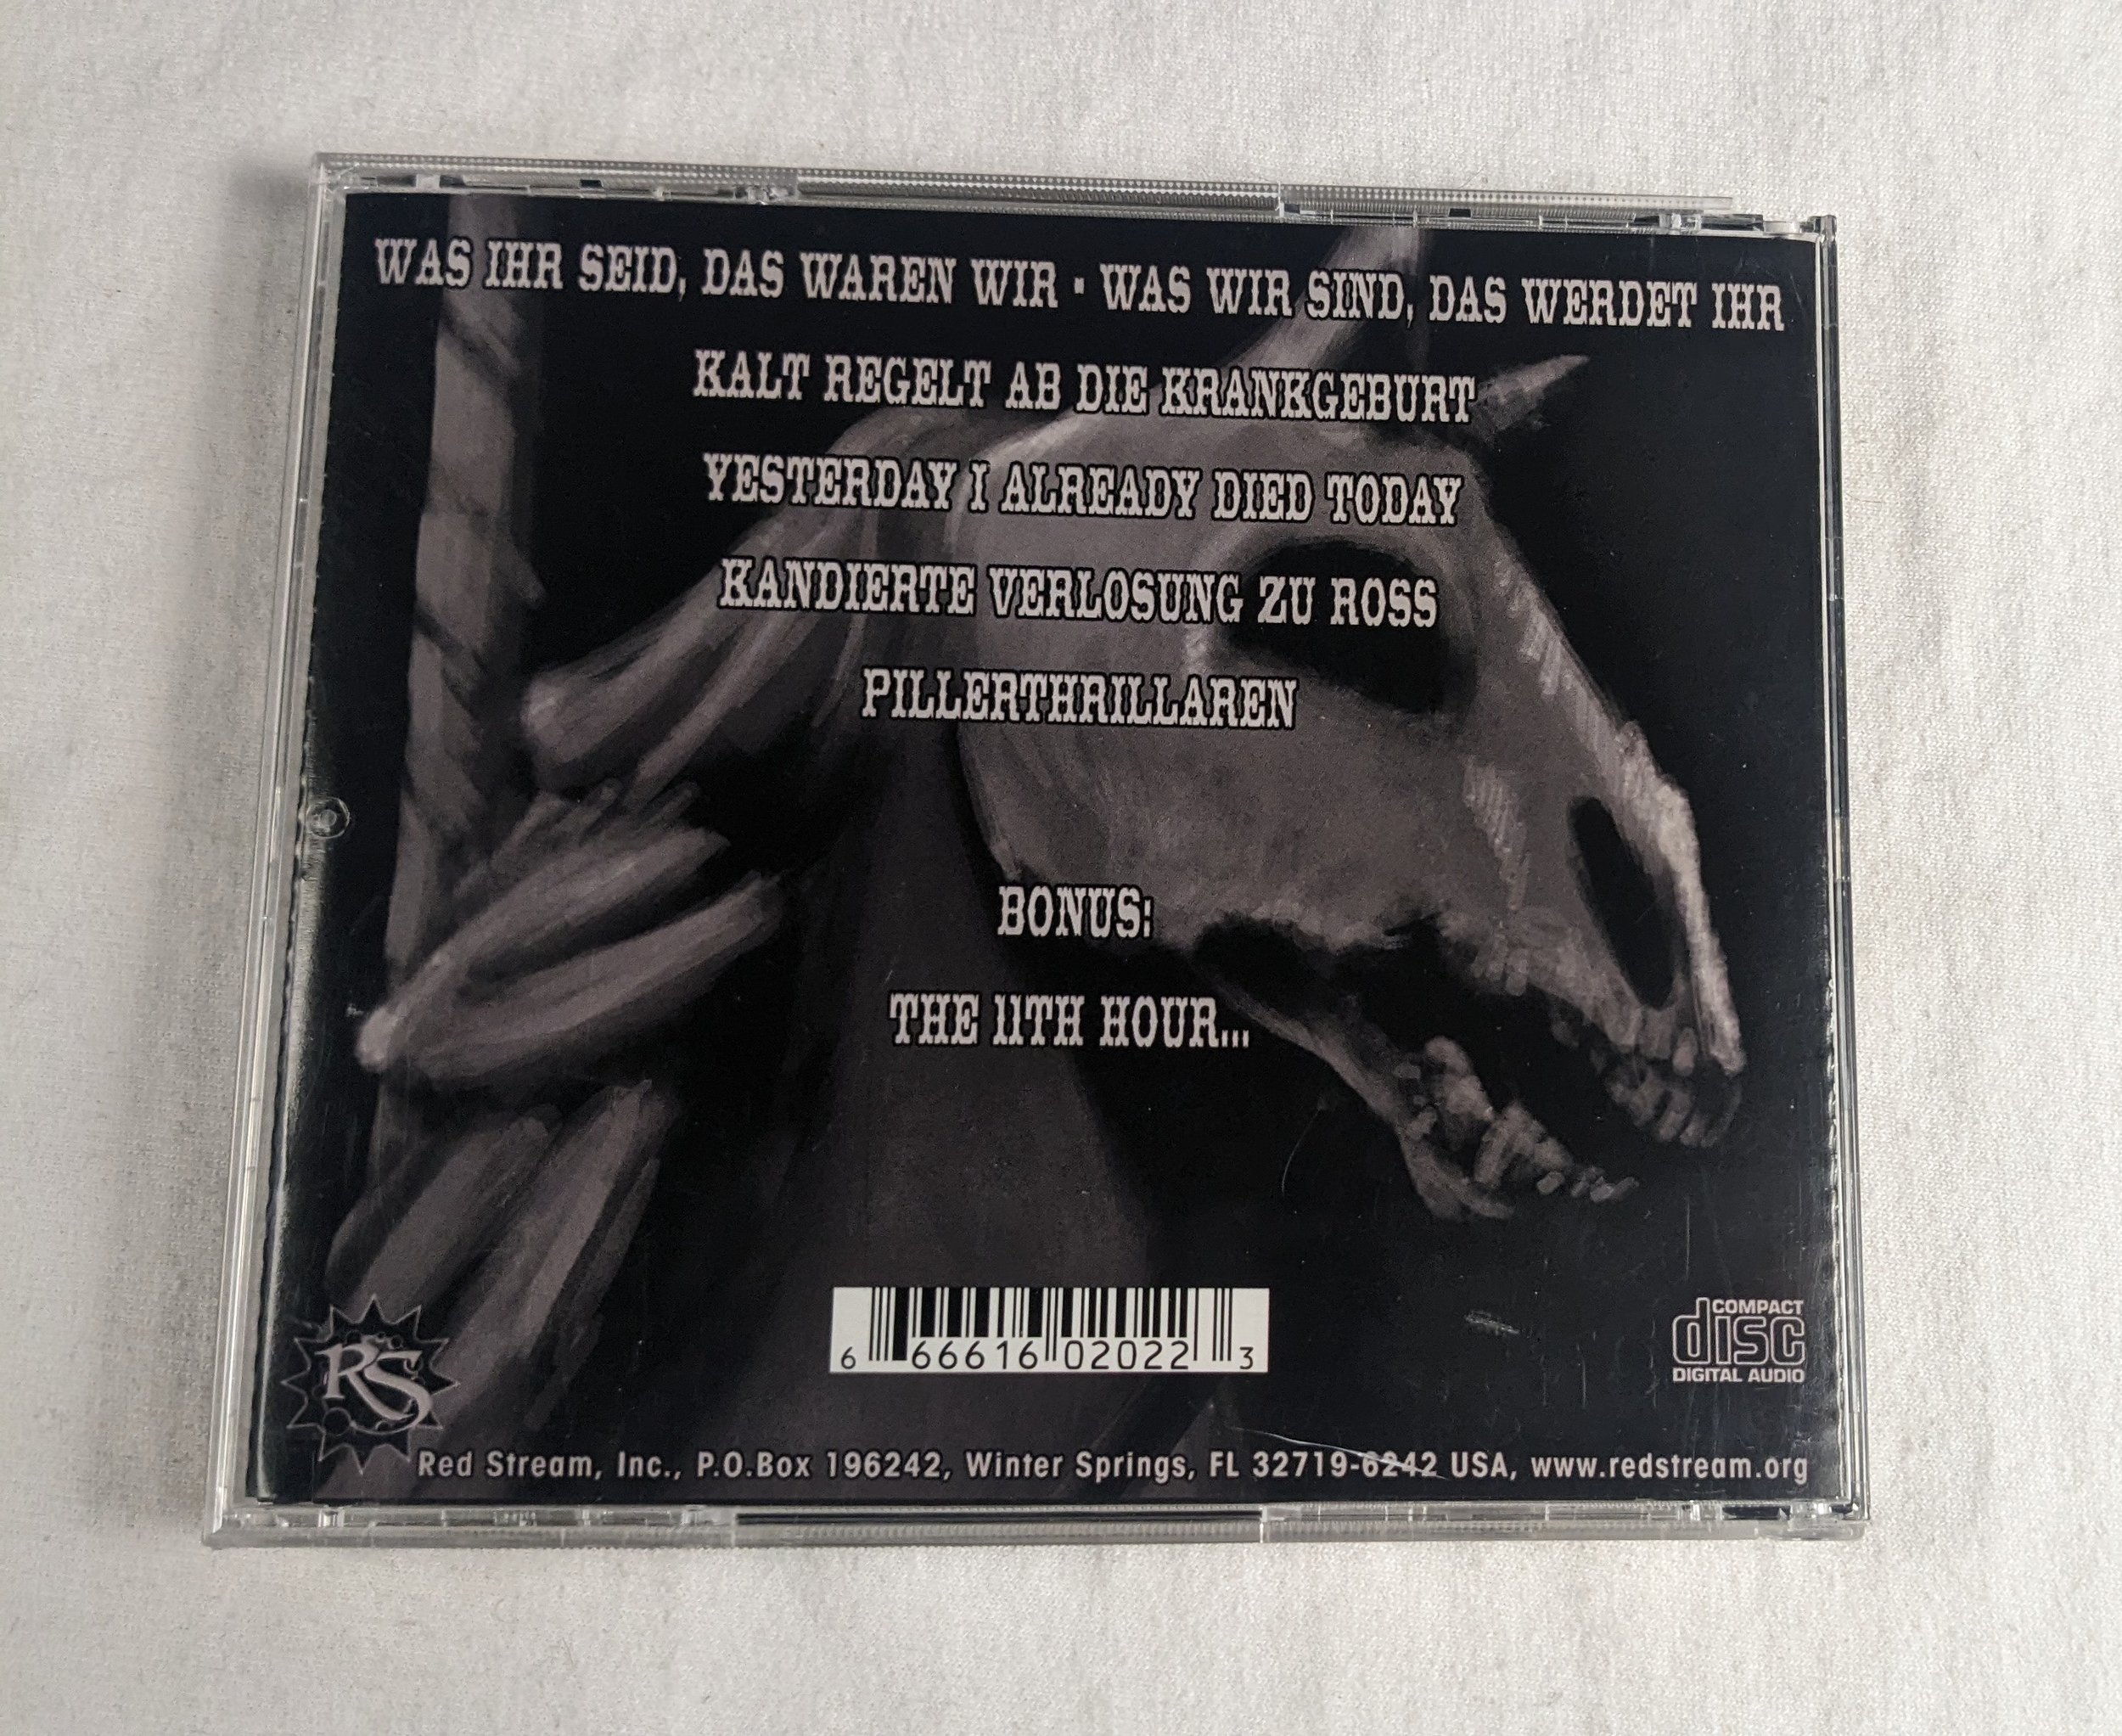 WAS IHR SEID, DAS WAREN WIR · WAS WIR SIND, DAS WERDET IHR
KALT REGELT AB DIE KRANKGEBURT
YESTERDAY I ALREADY DIED TODAY
KANDIERTE VERLOSUNG ZU ROSS
PILLERTHRILLAREN
BONUS:
THE 11TH HOUR...
6 66616 02022 3
RS
COMPACT
disc
DIGITAL AUDIO
Red Stream, Inc., P.O.Box 196242, Winter Springs, FL 32719-6242 USA, www.redstream.org